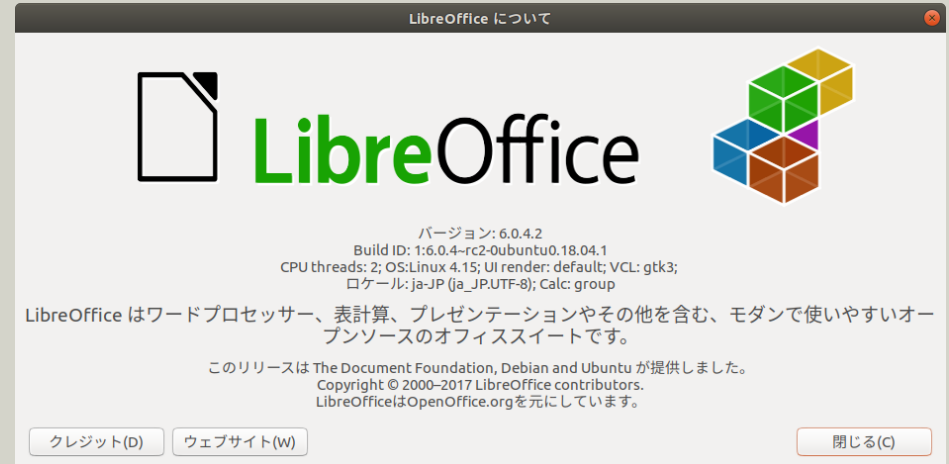 LibreOffice について
LibreOffice
バージョン: 6.0.4.2
Build ID: 1:6.0.4~rc2-0ubuntu0.18.04.1
CPU threads: 2; OS:Linux 4.15; UI render: default; VCL: gtk3;
ロケール: ja-JP (ja_JP.UTF-8); Calc: group
LibreOffice はワードプロセッサー、表計算、プレゼンテーションやその他を含む、モダンで使いやすいオー
プンソースのオフィススイートです。
このリリースは The Document Foundation, Debian and Ubuntu が提供しました。
Copyright © 2000–2017 LibreOffice contributors.
LibreOfficeはOpenOffice.orgを元にしています。
クレジット(D) ウェブサイト(W) 閉じる(C)